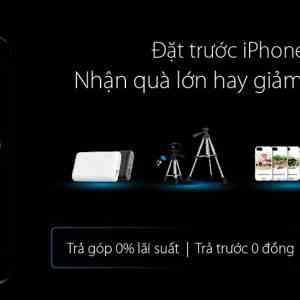 Đặt trước iPhone
Nhận quà lớn hay giảm
Trả góp 0% lãi suất | Trả trước 0 đồng